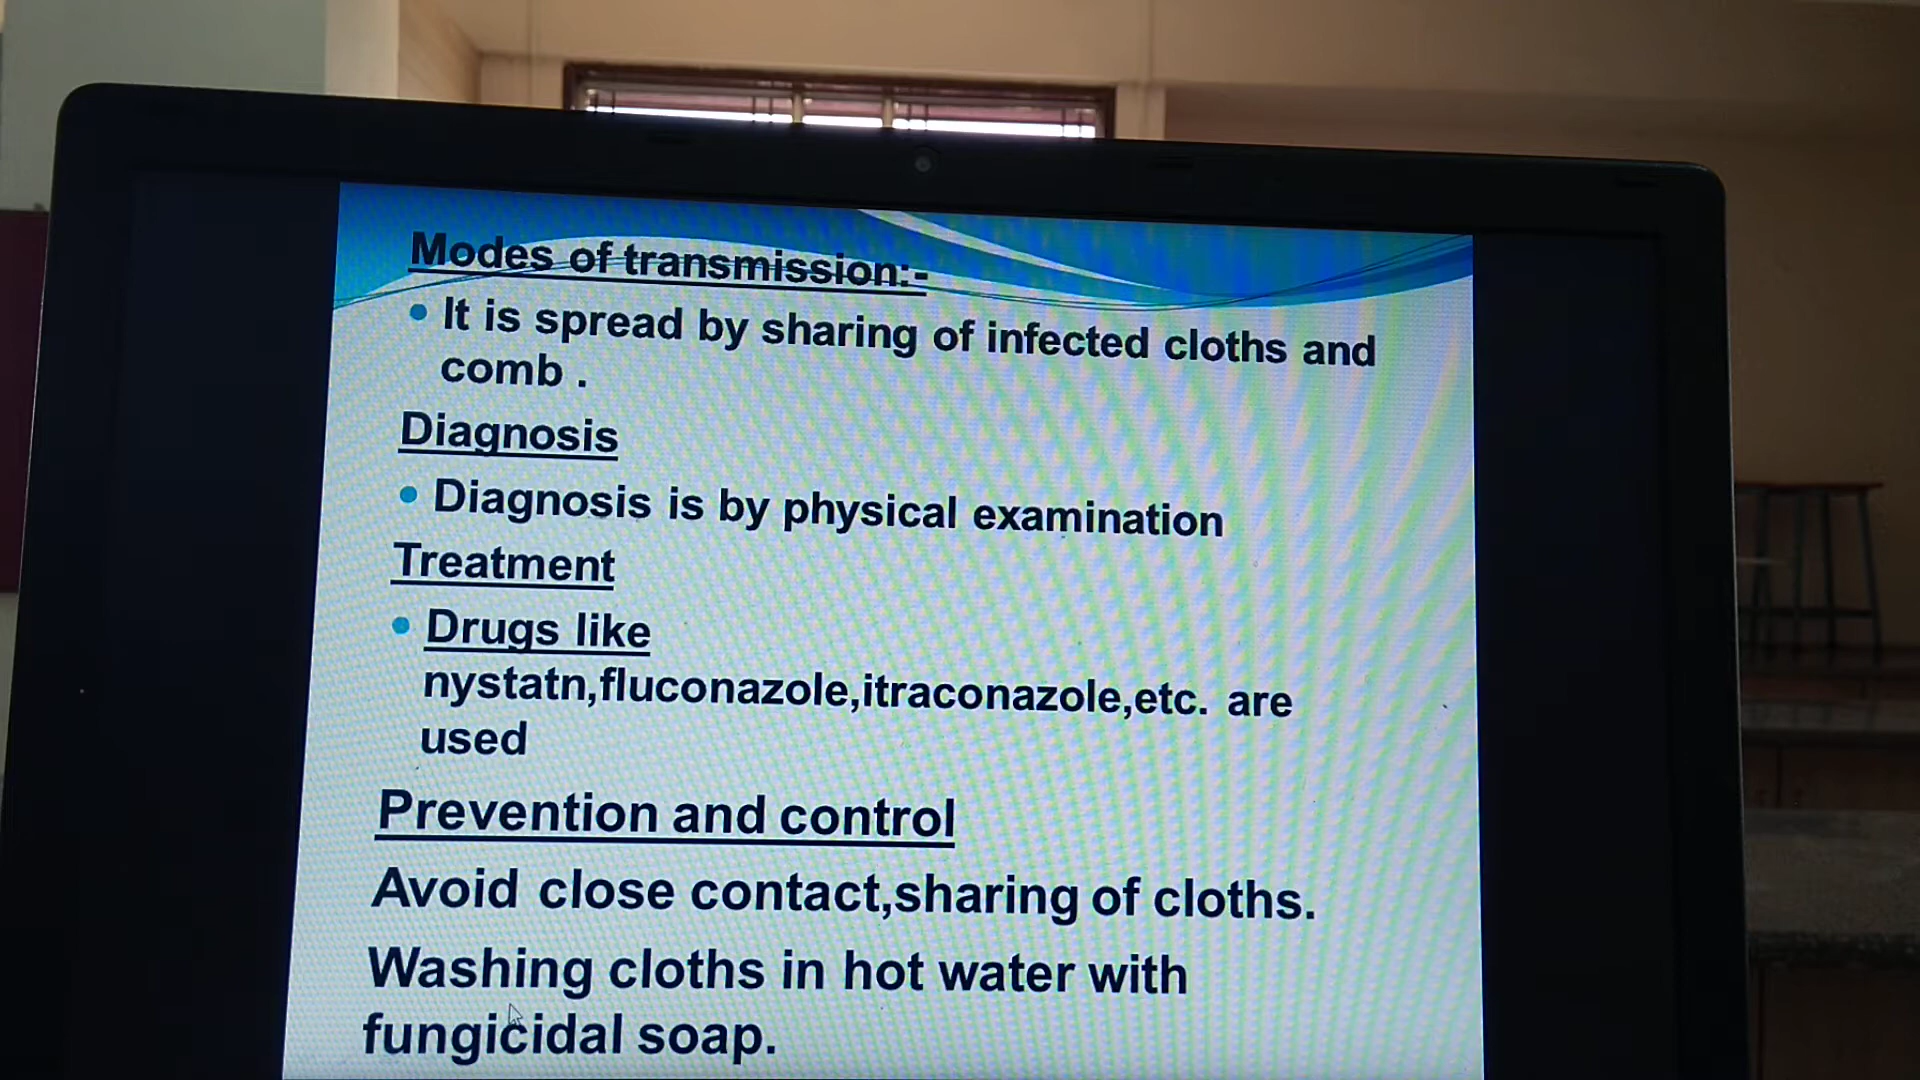 Modes of transmission:-
• It is spread by sharing of infected cloths and
comb .
Diagnosis
• Diagnosis is by physical examination
Treatment
• Drugs like
nystatn,fluconazole,itraconazole,etc. are
used
Prevention and control
Avoid close contact,sharing of cloths.
Washing cloths in hot water with
fungicidal soap.